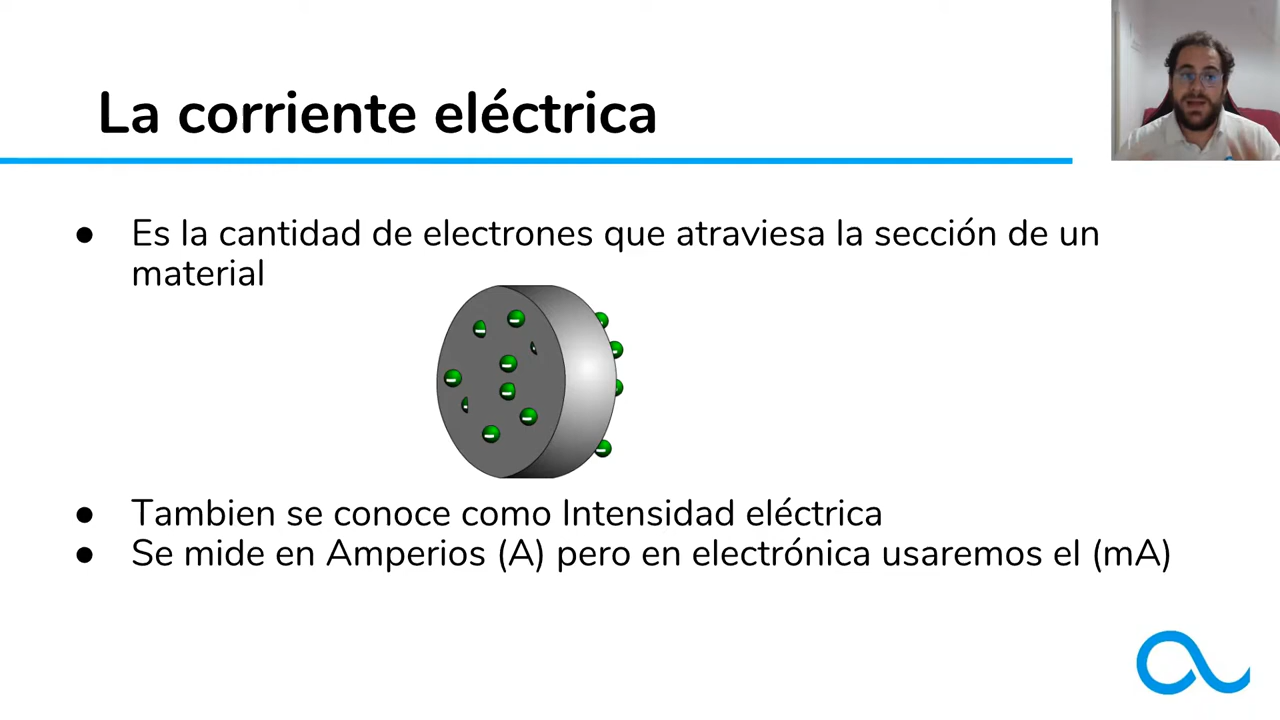 La corriente eléctrica
● Es la cantidad de electrones que atraviesa la sección de un
material
● Tambien se conoce como Intensidad eléctrica
● Se mide en Amperios (A) pero en electrónica usaremos el (mA)